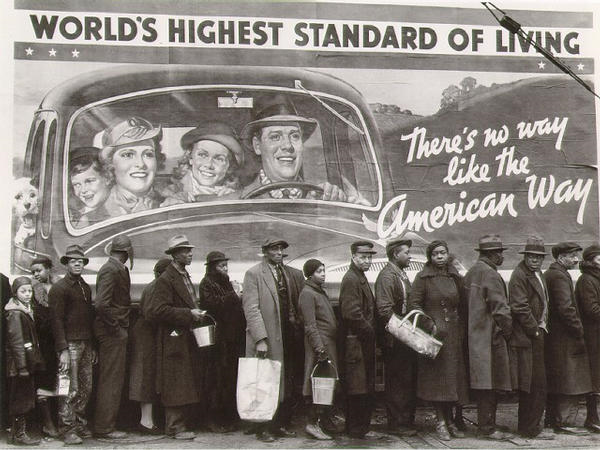 WORLD'S HIGHEST STANDARD OF LIVING
There's no way
like the
American Way